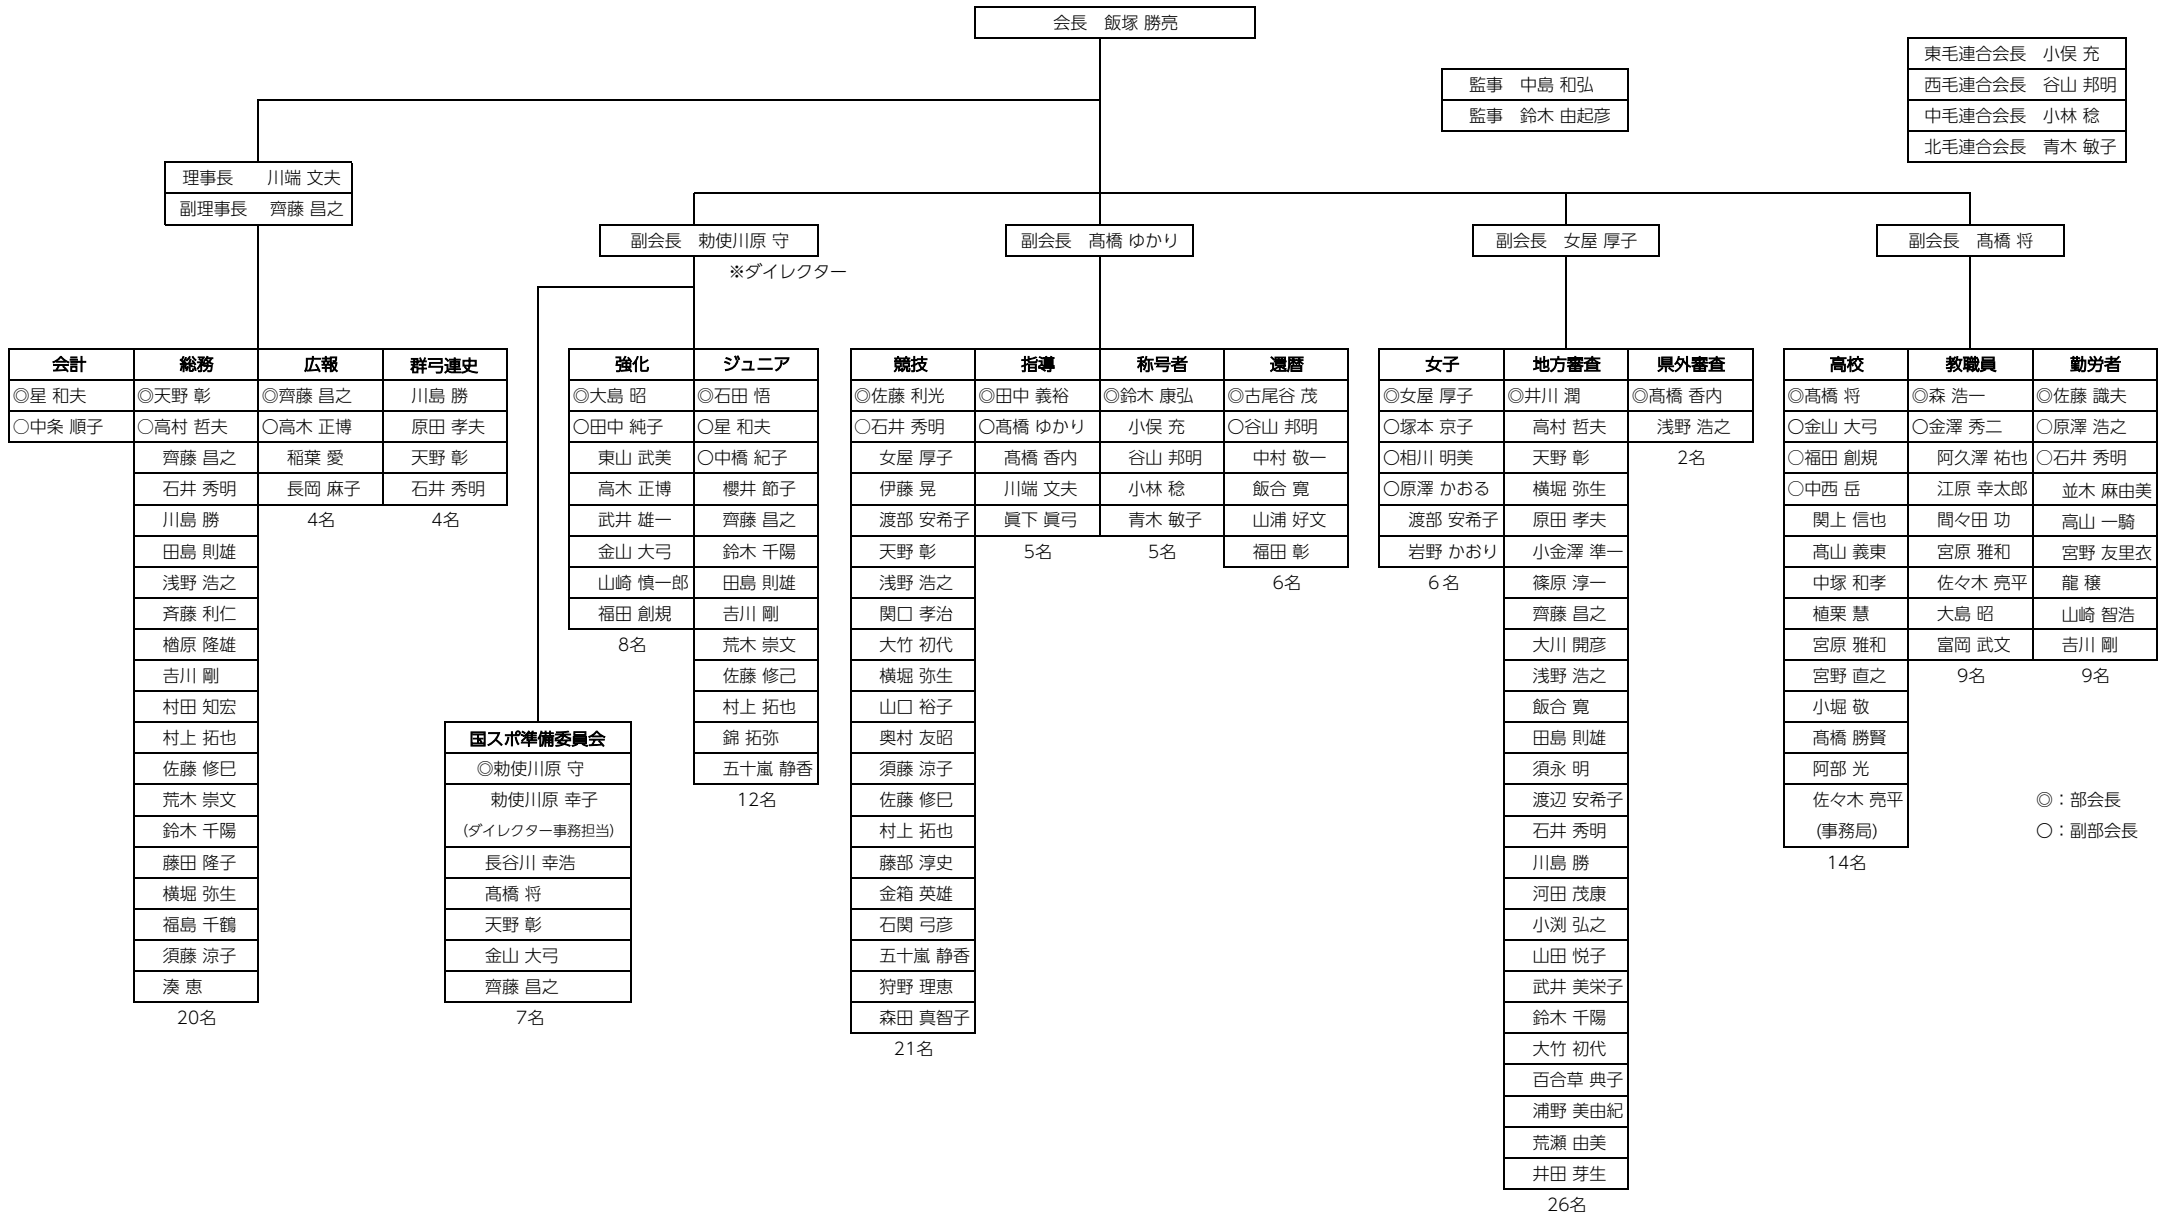 会長　飯塚 勝亮
東毛連合会長　小俣 充
西毛連合会長　谷山 邦明
中毛連合会長　小林 稔
北毛連合会長　青木 敏子
監事　中島 和弘
監事　鈴木 由起彦
理事長　　川端 文夫
副理事長　齊藤 昌之
副会長　勅使川原 守
※ダイレクター
副会長　髙橋 ゆかり
副会長　女屋 厚子
副会長　髙橋 将
会計
◎星 和夫
○中条 順子
総務
◎天野 彰
○高村 哲夫
齊藤 昌之
石井 秀明
川島 勝
田島 則雄
浅野 浩之
斉藤 利仁
楢原 隆雄
𠮷川 剛
村田 知宏
村上 拓也
佐藤 修巳
荒木 崇文
鈴木 千陽
藤田 隆子
横堀 弥生
福島 千鶴
須藤 涼子
湊 恵
20名
広報
◎齊藤 昌之
○高木 正博
稲葉 愛
長岡 麻子
4名
群弓連史
川島 勝
原田 孝夫
天野 彰
石井 秀明
4名
国スポ準備委員会
◎勅使川原 守
勅使川原 幸子
(ダイレクター事務担当)
長谷川 幸浩
髙橋 将
天野 彰
金山 大弓
齊藤 昌之
7名
強化
◎大島 昭
○田中 純子
東山 武美
高木 正博
武井 雄一
金山 大弓
山崎 慎一郎
福田 創規
8名
ジュニア
◎石田 悟
○星 和夫
○中橋 紀子
櫻井 節子
齊藤 昌之
鈴木 千陽
田島 則雄
𠮷川 剛
荒木 崇文
佐藤 修己
村上 拓也
錦 拓弥
五十嵐 静香
12名
競技
◎佐藤 利光
○石井 秀明
女屋 厚子
伊藤 晃
渡部 安希子
天野 彰
浅野 浩之
関口 孝治
大竹 初代
横堀 弥生
山口 裕子
奥村 友昭
須藤 涼子
佐藤 修巳
村上 拓也
藤部 淳史
金箱 英雄
石関 弓彦
五十嵐 静香
狩野 理恵
森田 真智子
21名
指導
◎田中 義裕
○髙橋 ゆかり
髙橋 香内
川端 文夫
眞下 眞弓
5名
称号者
◎鈴木 康弘
小俣 充
谷山 邦明
小林 稔
青木 敏子
5名
還暦
◎古尾谷 茂
○谷山 邦明
中村 敬一
飯合 寛
山浦 好文
福田 彰
6名
女子
◎女屋 厚子
○塚本 京子
○相川 明美
○原澤 かおる
渡部 安希子
岩野 かおり
6名
地方審査
◎井川 潤
高村 哲夫
天野 彰
横堀 弥生
原田 孝夫
小金澤 準一
篠原 淳一
齊藤 昌之
大川 開彦
浅野 浩之
飯合 寛
田島 則雄
須永 明
渡辺 安希子
石井 秀明
川島 勝
河田 茂康
小渕 弘之
山田 悦子
武井 美栄子
鈴木 千陽
大竹 初代
百合草 典子
浦野 美由紀
荒瀬 由美
井田 芽生
26名
県外審査
◎髙橋 香内
浅野 浩之
2名
高校
◎髙橋 将
○金山 大弓
○福田 創規
○中西 岳
関上 信也
髙山 義東
中塚 和孝
植栗 慧
宮原 雅和
宮野 直之
小堀 敬
髙橋 勝賢
阿部 光
佐々木 亮平
(事務局)
14名
教職員
◎森 浩一
○金澤 秀二
阿久澤 祐也
江原 幸太郎
間々田 功
宮原 雅和
佐々木 亮平
大島 昭
富岡 武文
9名
勤労者
◎佐藤 識夫
○原澤 浩之
○石井 秀明
並木 麻由美
高山 一騎
宮野 友里衣
龍 穣
山崎 智浩
𠮷川 剛
9名
◎：部会長
○：副部会長